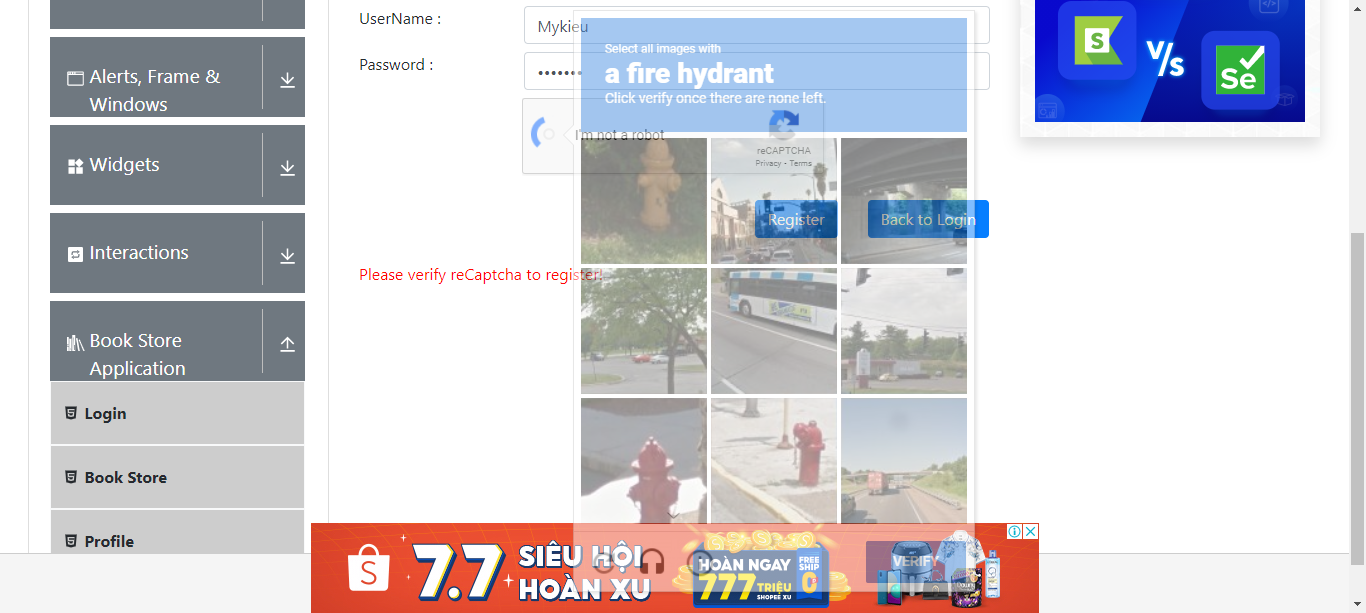 Alerts, Frame &
Windows
Widgets
Interactions
Book Store
Application
Login
Book Store
Profile
UserName :
Mykieu
Password :
I'm not a robot
reCAPTCHA
Privacy - Terms
Select all images with
a fire hydrant
Click verify once there are none left.
Register
Back to Login
Please verify reCaptcha to register!
VERIFY
S
V/s
Se
S
7.7
SIÊU HỘI
HOÀN XU
HOÀN NGAY
777 TRIỆU
SHOPEE XU
FREE
SHIP
0Đ